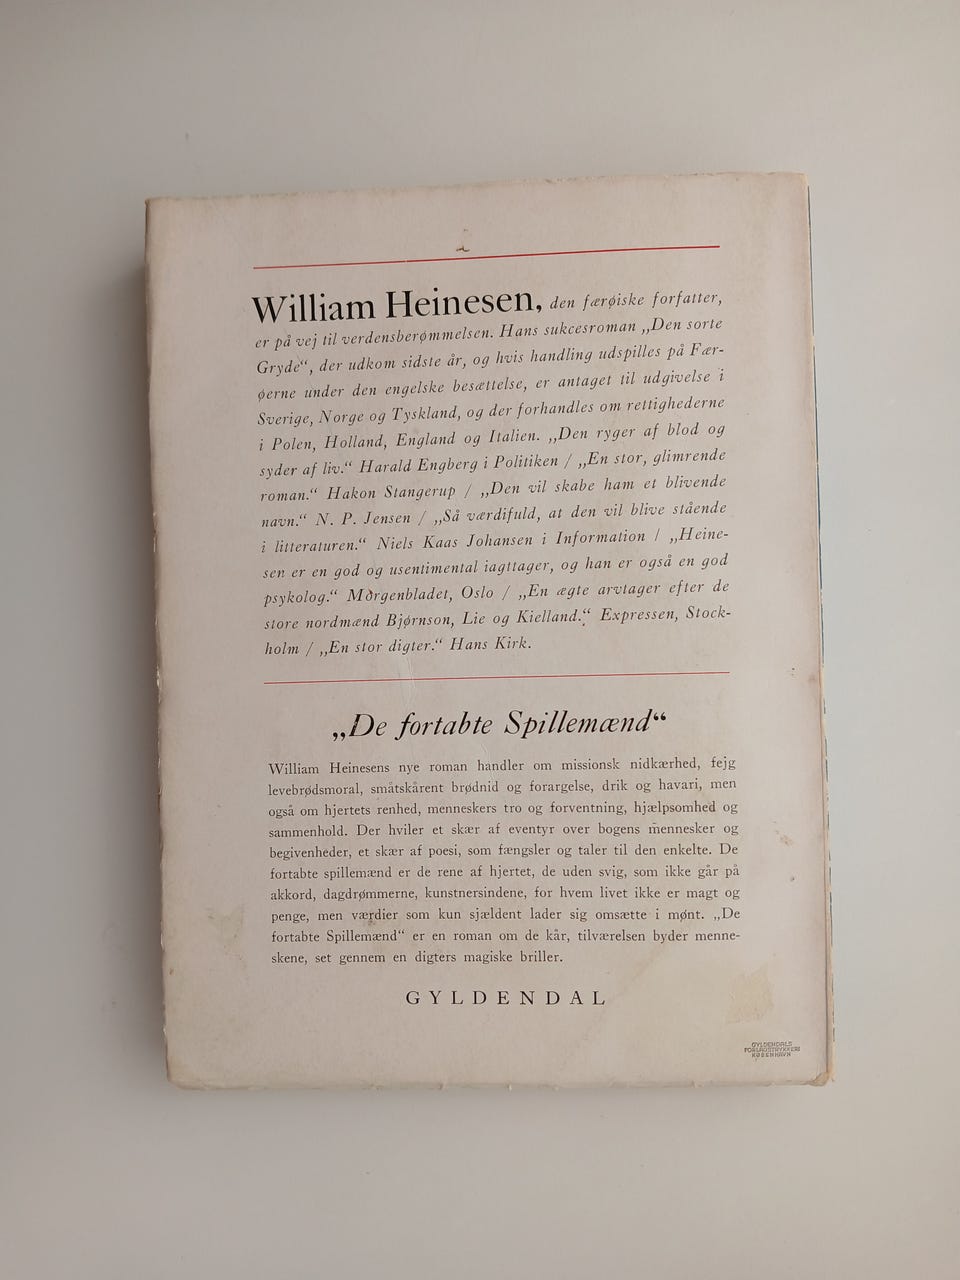 William Heinesen, den færøiske forfatter,
er på vej til verdensberømmelsen. Hans sukcesroman „Den sorte
Gryde“, der udkom sidste år, og hvis handling udspilles på Fær-
øerne under den engelske besættelse, er antaget til udgivelse i
Sverige, Norge og Tyskland, og der forhandles om rettighederne
i Polen, Holland, England og Italien. „Den ryger af blod og
syder af liv.“ Harald Engberg i Politiken / „En stor, glimrende
roman.“ Hakon Stangerup / „Den vil skabe ham et blivende
navn.“ N. P. Jensen / „Så værdifuld, at den vil blive stående
i litteraturen.“ Niels Kaas Johansen i Information / „Heine-
sen er en god og usentimental iagttager, og han er også en god
psykolog.“ Mòrgenbladet, Oslo / „En ægte arvtager efter de
store nordmænd Bjørnson, Lie og Kielland.“ Expressen, Stock-
holm / „En stor digter.“ Hans Kirk.
„De fortabte Spillemænd“
William Heinesens nye roman handler om missionsk nidkærhed, fejg
levebrødsmoral, småtskårent brødnid og forargelse, drik og havari, men
også om hjertets renhed, menneskers tro og forventning, hjælpsomhed og
sammenhold. Der hviler et skær af eventyr over bogens mennesker og
begivenheder, et skær af poesi, som fængsler og taler til den enkelte. De
fortabte spillemænd er de rene af hjertet, de uden svig, som ikke går på
akkord, dagdrømmerne, kunstnersindene, for hvem livet ikke er magt og
penge, men værdier som kun sjældent lader sig omsætte i mønt. „De
fortabte Spillemænd“ er en roman om de kår, tilværelsen byder menne-
skene, set gennem en digters magiske briller.
GYLDENDAL
GYLDENDALS
FORLAGSTRYKKERI
KØBENHAVN